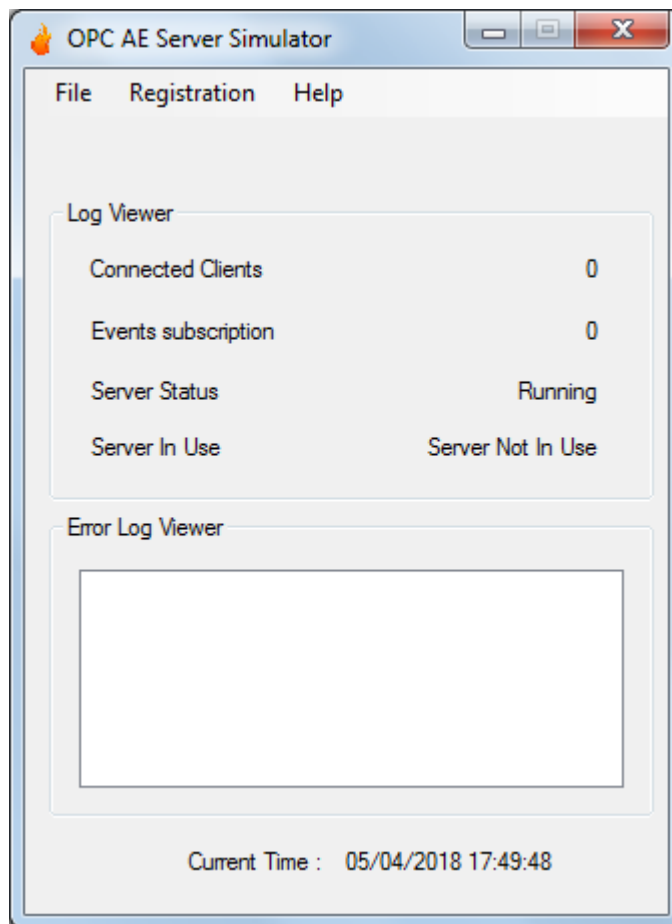 OPC AE Server Simulator
File Registration Help
Log Viewer
Connected Clients 0
Events subscription 0
Server Status Running
Server In Use Server Not In Use
Error Log Viewer
Current Time : 05/04/2018 17:49:48